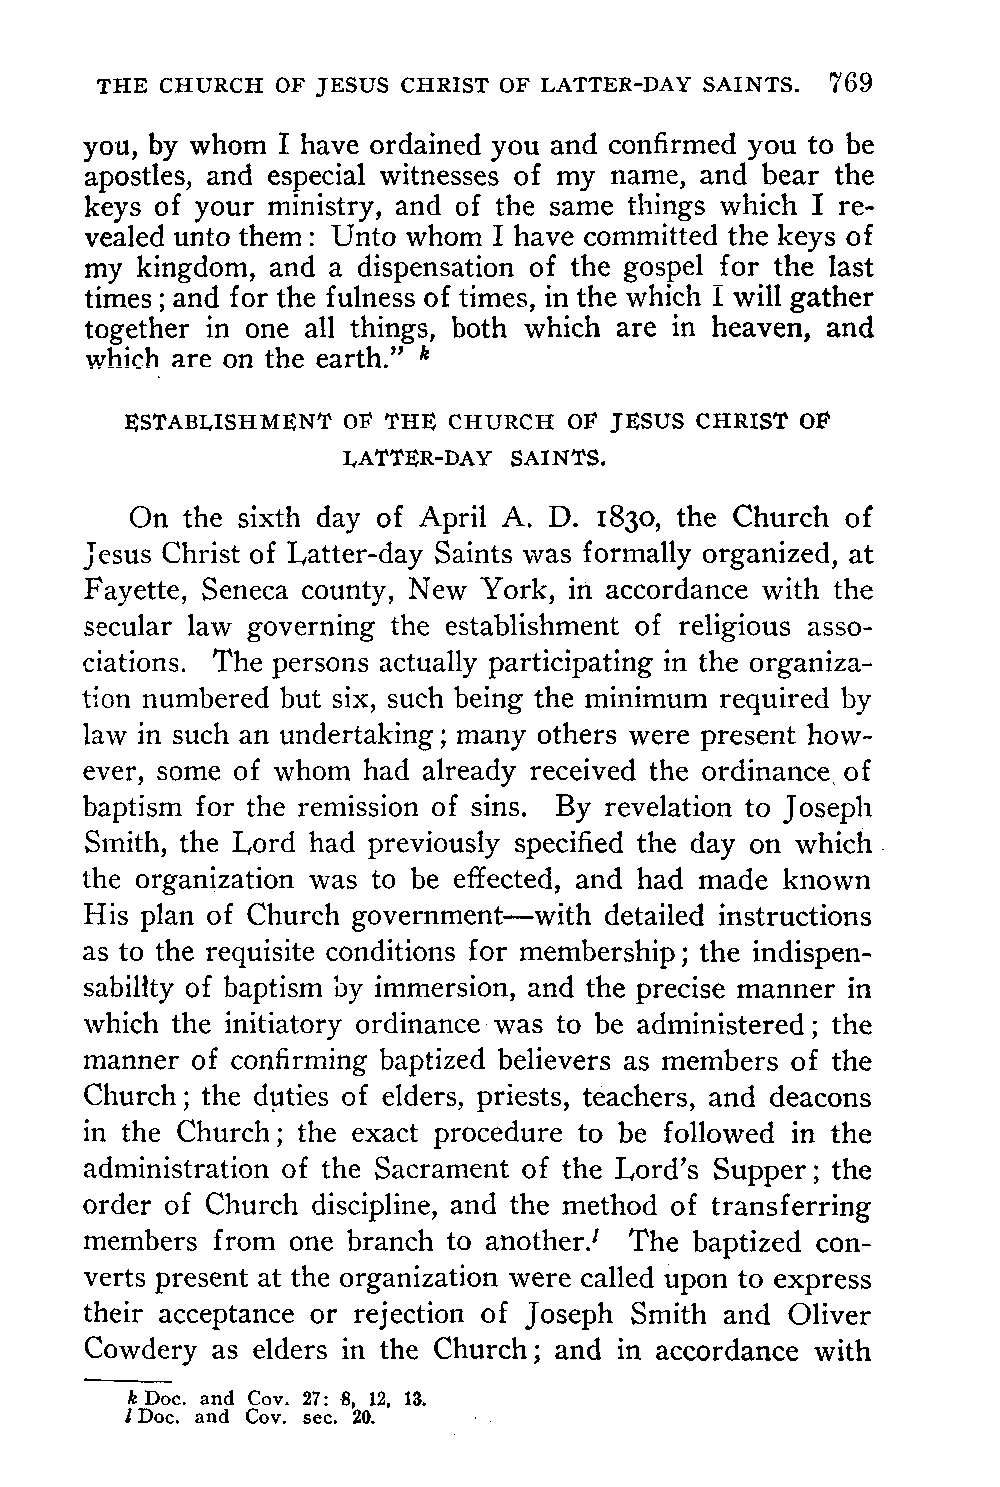 THE CHURCH OF JESUS CHRIST OF LATTER-DAY SAINTS. 769
you, by whom I have ordained you and confirmed you to be
apostles, and especial witnesses of my name, and bear the
keys of your ministry, and of the same things which I re-
vealed unto them: Unto whom I have committed the keys of
my kingdom, and a dispensation of the gospel for the last
times; and for the fulness of times, in the which I will gather
together in one all things, both which are in heaven, and
which are on the earth." k
ESTABLISHMENT OF THE CHURCH OF JESUS CHRIST OF
LATTER-DAY SAINTS.
On the sixth day of April A. D. 1830, the Church of
Jesus Christ of Latter-day Saints was formally organized, at
Fayette, Seneca county, New York, in accordance with the
secular law governing the establishment of religious asso-
ciations. The persons actually participating in the organiza-
tion numbered but six, such being the minimum required by
law in such an undertaking; many others were present how-
ever, some of whom had already received the ordinance of
baptism for the remission of sins. By revelation to Joseph
Smith, the Lord had previously specified the day on which
the organization was to be effected, and had made known
His plan of Church government—with detailed instructions
as to the requisite conditions for membership; the indispen-
sabillty of baptism by immersion, and the precise manner in
which the initiatory ordinance was to be administered; the
manner of confirming baptized believers as members of the
Church; the duties of elders, priests, teachers, and deacons
in the Church; the exact procedure to be followed in the
administration of the Sacrament of the Lord's Supper; the
order of Church discipline, and the method of transferring
members from one branch to another.l The baptized con-
verts present at the organization were called upon to express
their acceptance or rejection of Joseph Smith and Oliver
Cowdery as elders in the Church; and in accordance with
k Doc. and Cov. 27: 8, 12, 13.
l Doc. and Cov. sec. 20.